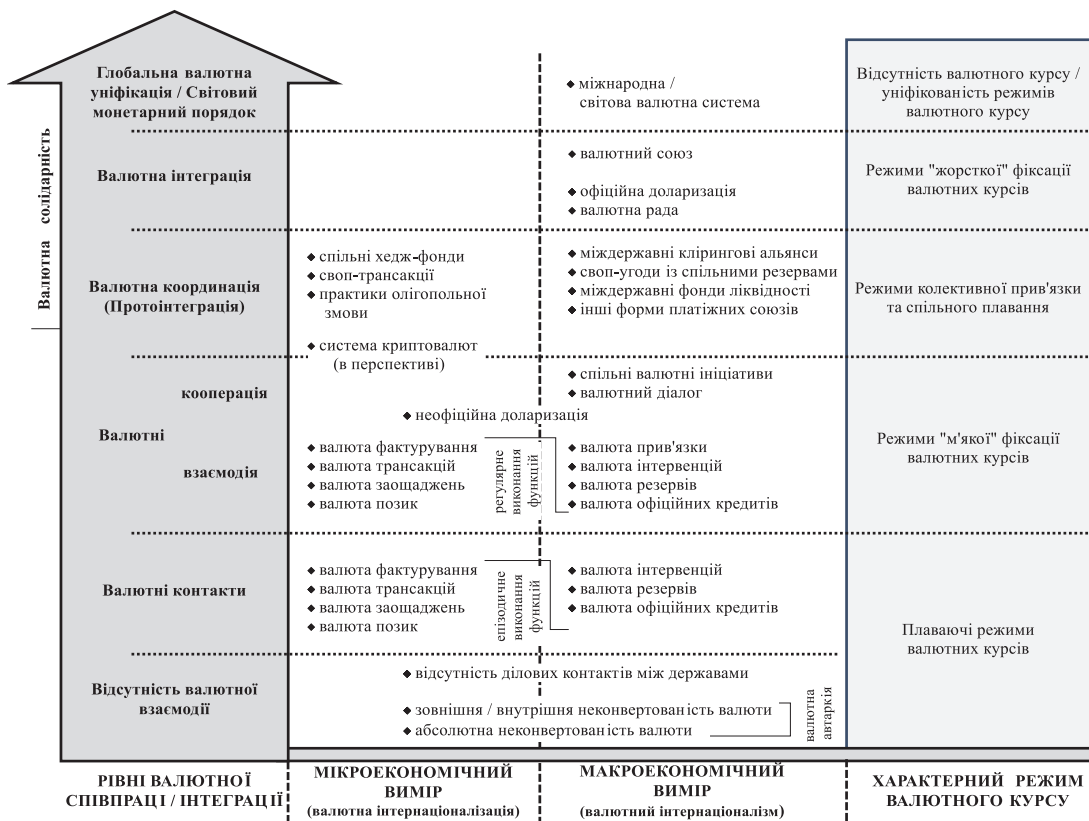 Валютна солідарність
Глобальна валютна
уніфікація / Світовий
монетарний порядок
◆ міжнародна /
світова валютна система
Відсутність валютного курсу /
уніфікованість режимів
валютного курсу
Валютна інтеграція
◆ валютний союз
◆ офіційна доларизація
◆ валютна рада
Режими "жорсткої" фіксації
валютних курсів
Валютна координація
(Протоінтеграція)
◆ спільні хедж-фонди
◆ своп-трансакції
◆ практики олігопольної
змови
◆ система криптовалют
(в перспективі)
◆ міждержавні клірингові альянси
◆ своп-угоди із спільними резервами
◆ міждержавні фонди ліквідності
◆ інші форми платіжних союзів
Режими колективної прив'язки
та спільного плавання
кооперація
Валютні
взаємодія
◆ спільні валютні ініціативи
◆ валютний діалог
◆ неофіційна доларизація
◆ валюта фактурування
◆ валюта трансакцій
◆ валюта заощаджень
◆ валюта позик
регулярне
виконання
функцій
◆ валюта прив'язки
◆ валюта інтервенцій
◆ валюта резервів
◆ валюта офіційних кредитів
Режими "м'якої" фіксації
валютних курсів
Валютні контакти
◆ валюта фактурування
◆ валюта трансакцій
◆ валюта заощаджень
◆ валюта позик
епізодичне
виконання
функцій
◆ валюта інтервенцій
◆ валюта резервів
◆ валюта офіційних кредитів
Плаваючі режими
валютних курсів
Відсутність валютної
взаємодії
◆ відсутність ділових контактів між державами
◆ зовнішня / внутрішня неконвертованість валюти
◆ абсолютна неконвертованість валюти
валютна
автаркія
РІВНІ ВАЛЮТНОЇ
СПІВПРАЦІ / ІНТЕГРАЦІЇ
МІКРОЕКОНОМІЧНИЙ
ВИМІР
(валютна інтернаціоналізація)
МАКРОЕКОНОМІЧНИЙ
ВИМІР
(валютний інтернаціоналізм)
ХАРАКТЕРНИЙ РЕЖИМ
ВАЛЮТНОГО КУРСУ